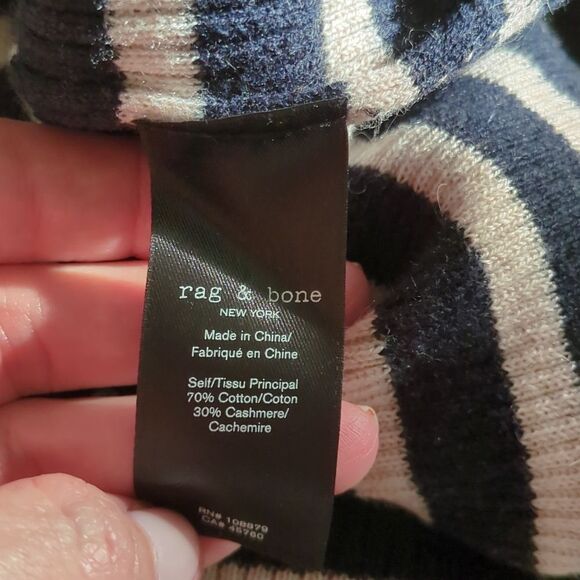 rag & bone
NEW YORK
Made in China/
Fabriqué en Chine
Self/Tissu Principal
70% Cotton/Coton
30% Cashmere/
Cachemire
RN# 108879
CA# 45760